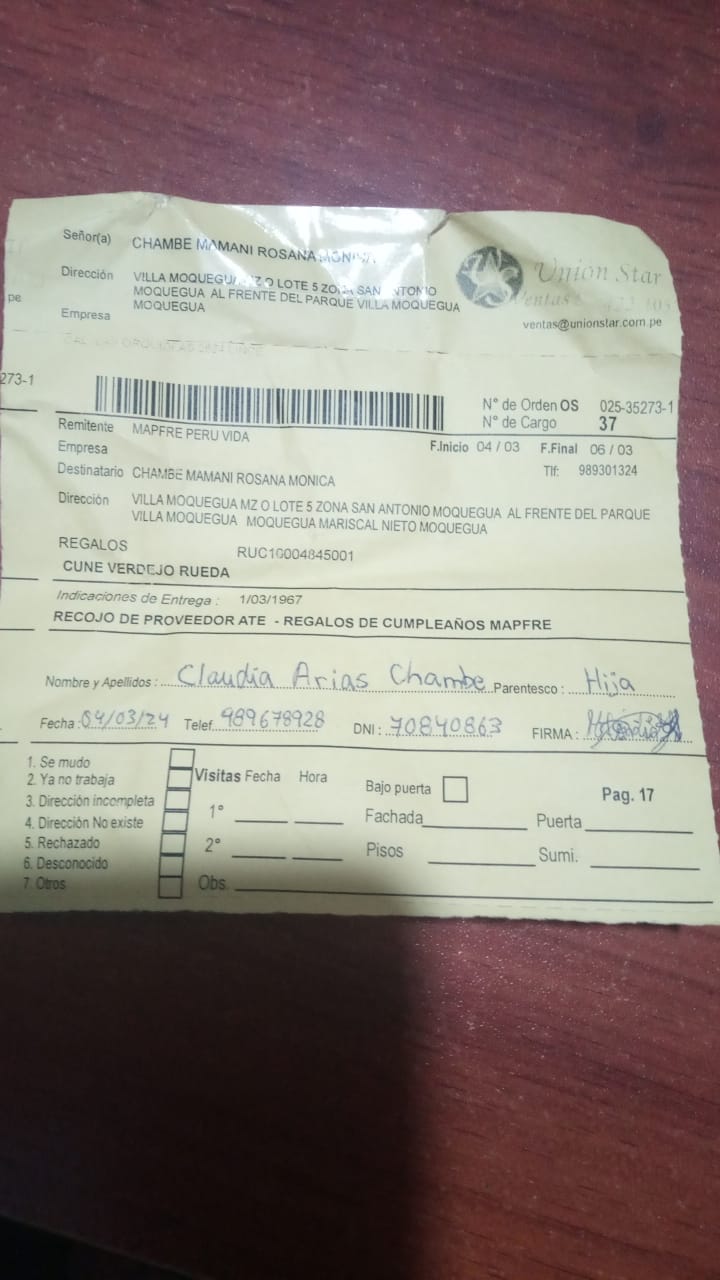 Señor(a) CHAMBE MAMANI ROSANA MONICA
Union Star
Dirección VILLA MOQUEGUA MZ O LOTE 5 ZONA SAN ANTONIO
MOQUEGUA AL FRENTE DEL PARQUE VILLA MOQUEGUA
Ventas
pe
Empresa MOQUEGUA
ventas@unionstar.com.pe
273-1
N° de Orden OS 025-35273-1
N° de Cargo 37
Remitente MAPFRE PERU VIDA
F.Inicio 04 / 03 F.Final 06 / 03
Empresa
Tlf: 989301324
Destinatario CHAMBE MAMANI ROSANA MONICA
Dirección VILLA MOQUEGUA MZ O LOTE 5 ZONA SAN ANTONIO MOQUEGUA AL FRENTE DEL PARQUE
VILLA MOQUEGUA MOQUEGUA MARISCAL NIETO MOQUEGUA
REGALOS RUC10004845001
CUNE VERDEJO RUEDA
Indicaciones de Entrega : 1/03/1967
RECOJO DE PROVEEDOR ATE - REGALOS DE CUMPLEAÑOS MAPFRE
Nombre y Apellidos : Claudia Arias Chambe Parentesco : Hija
Fecha : 04/03/24 Telef. 989678928 DNI : 70840863 FIRMA :
1. Se mudo
2. Ya no trabaja
3. Dirección incompleta
4. Dirección No existe
5. Rechazado
6. Desconocido
7. Otros
Visitas Fecha Hora
1°
2°
Obs.
Bajo puerta
Pag. 17
Fachada Puerta
Pisos Sumi.